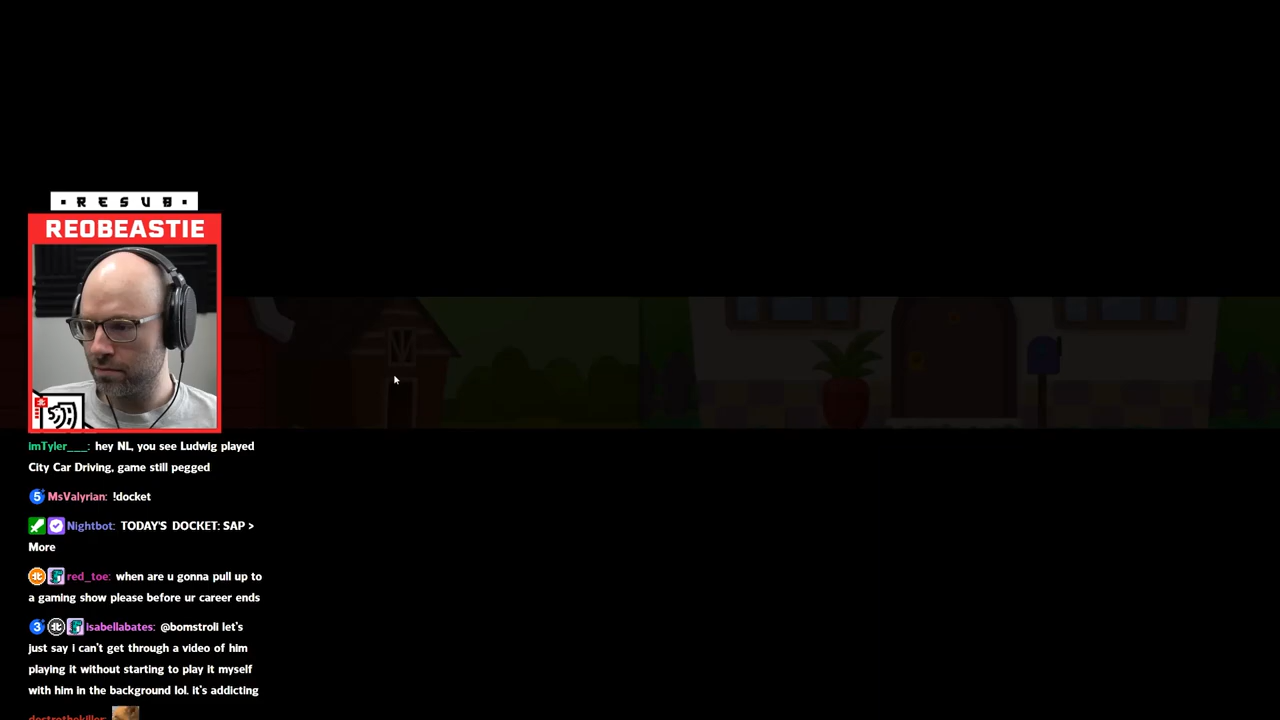 • R E S U B •
REOBEASTIE
imTyler___: hey NL, you see Ludwig played
City Car Driving, game still pegged
5 MsValyrian: !docket
Nightbot: TODAY'S DOCKET: SAP >
More
red_toe: when are u gonna pull up to
a gaming show please before ur career ends
3 isabellabates: @bomstroli let's
just say i can't get through a video of him
playing it without starting to play it myself
with him in the background lol. it's addicting